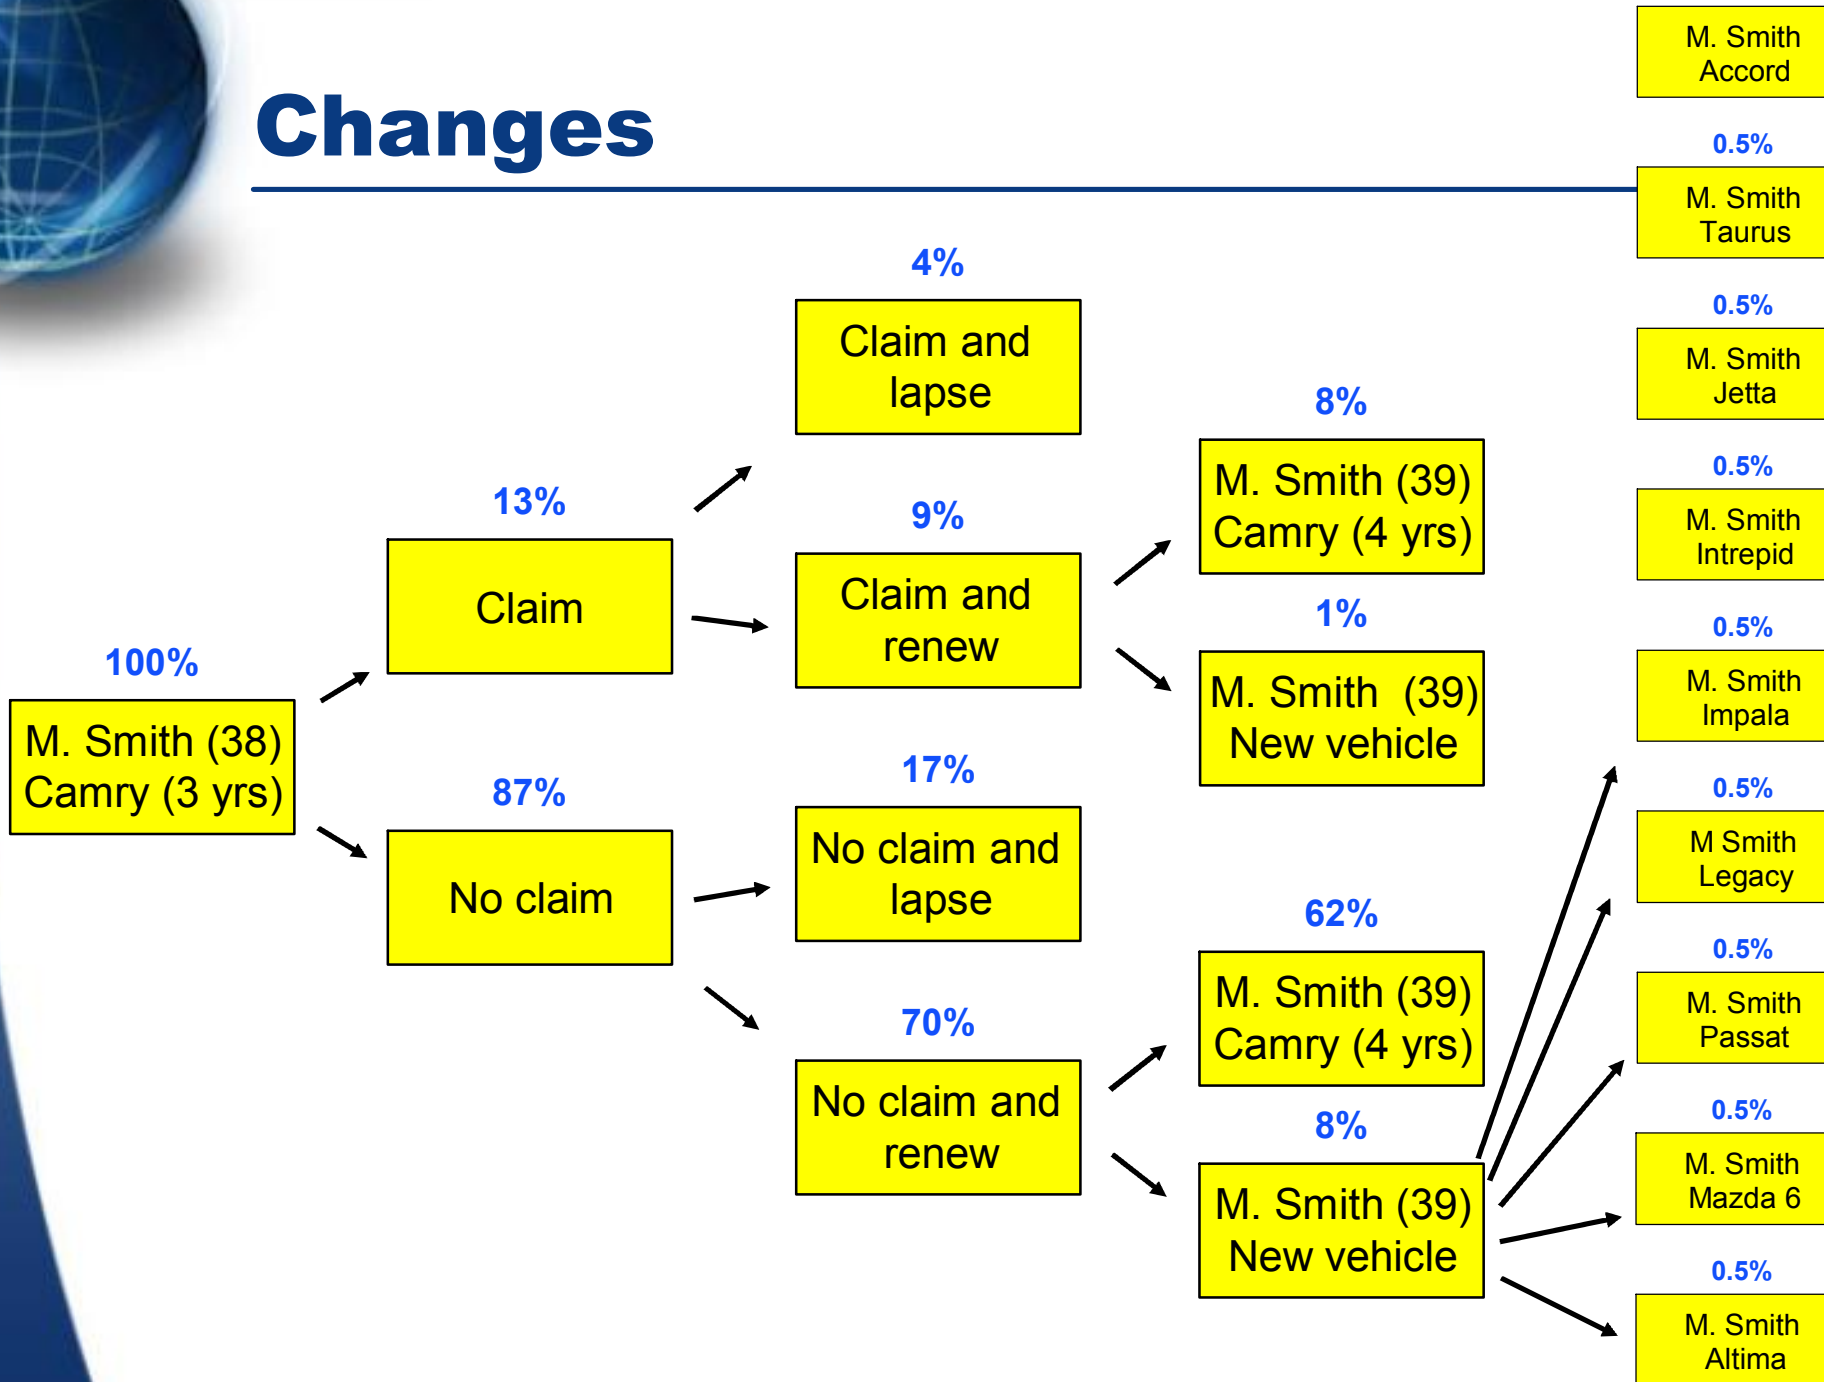 Changes
100%
M. Smith (38)
Camry (3 yrs)
13%
Claim
87%
No claim
4%
Claim and
lapse
9%
Claim and
renew
17%
No claim and
lapse
70%
No claim and
renew
8%
M. Smith (39)
Camry (4 yrs)
1%
M. Smith (39)
New vehicle
62%
M. Smith (39)
Camry (4 yrs)
8%
M. Smith (39)
New vehicle
M. Smith
Accord
0.5%
M. Smith
Taurus
0.5%
M. Smith
Jetta
0.5%
M. Smith
Intrepid
0.5%
M. Smith
Impala
0.5%
M Smith
Legacy
0.5%
M. Smith
Passat
0.5%
M. Smith
Mazda 6
0.5%
M. Smith
Altima